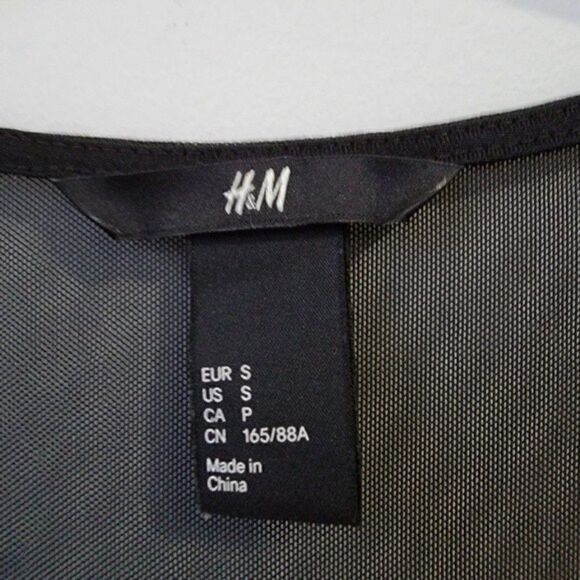 H&M
EUR S
US S
CA P
CN 165/88A
Made in
China